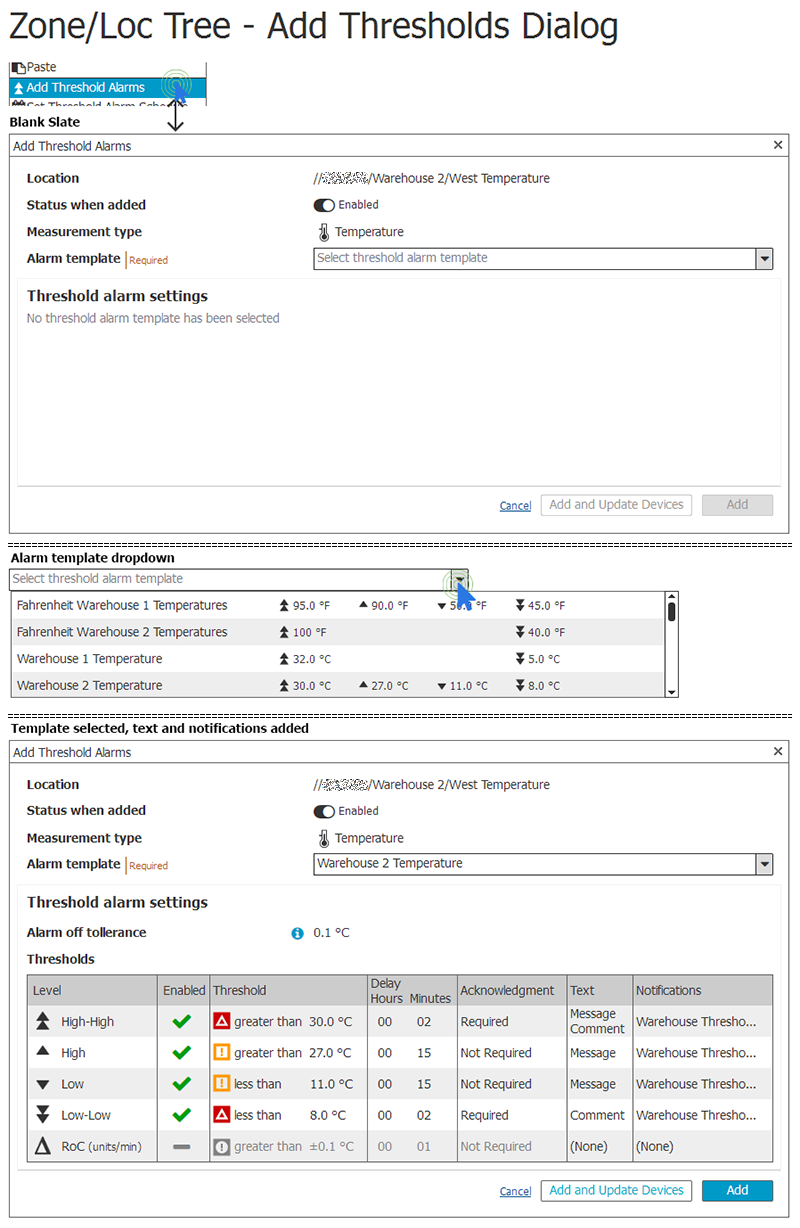 Zone/Loc Tree - Add Thresholds Dialog
Paste
Add Threshold Alarms
Set Threshold Alarm
Blank Slate
Add Threshold Alarms
Location // /Warehouse 2/West Temperature
Status when added Enabled
Measurement type Temperature
Alarm template Required Select threshold alarm template
Threshold alarm settings
No threshold alarm template has been selected
Cancel Add and Update Devices Add
Alarm template dropdown
Select threshold alarm template
Fahrenheit Warehouse 1 Temperatures 95.0 °F 90.0 °F °F 45.0 °F
Fahrenheit Warehouse 2 Temperatures 100 °F 40.0 °F
Warehouse 1 Temperature 32.0 °C 5.0 °C
Warehouse 2 Temperature 30.0 °C 27.0 °C 11.0 °C 8.0 °C
Template selected, text and notifications added
Add Threshold Alarms
Location // /Warehouse 2/West Temperature
Status when added Enabled
Measurement type Temperature
Alarm template Required Warehouse 2 Temperature
Threshold alarm settings
Alarm off tollerance 0.1 °C
Thresholds
Level Enabled Threshold Delay Hours Minutes Acknowledgment Text Notifications
High-High greater than 30.0 °C 00 02 Required Message Comment Warehouse Thresho...
High greater than 27.0 °C 00 15 Not Required Message Warehouse Thresho...
Low less than 11.0 °C 00 15 Not Required Message Warehouse Thresho...
Low-Low less than 8.0 °C 00 02 Required Comment Warehouse Thresho...
RoC (units/min) greater than ±0.1 °C 00 01 Not Required (None) (None)
Cancel Add and Update Devices Add